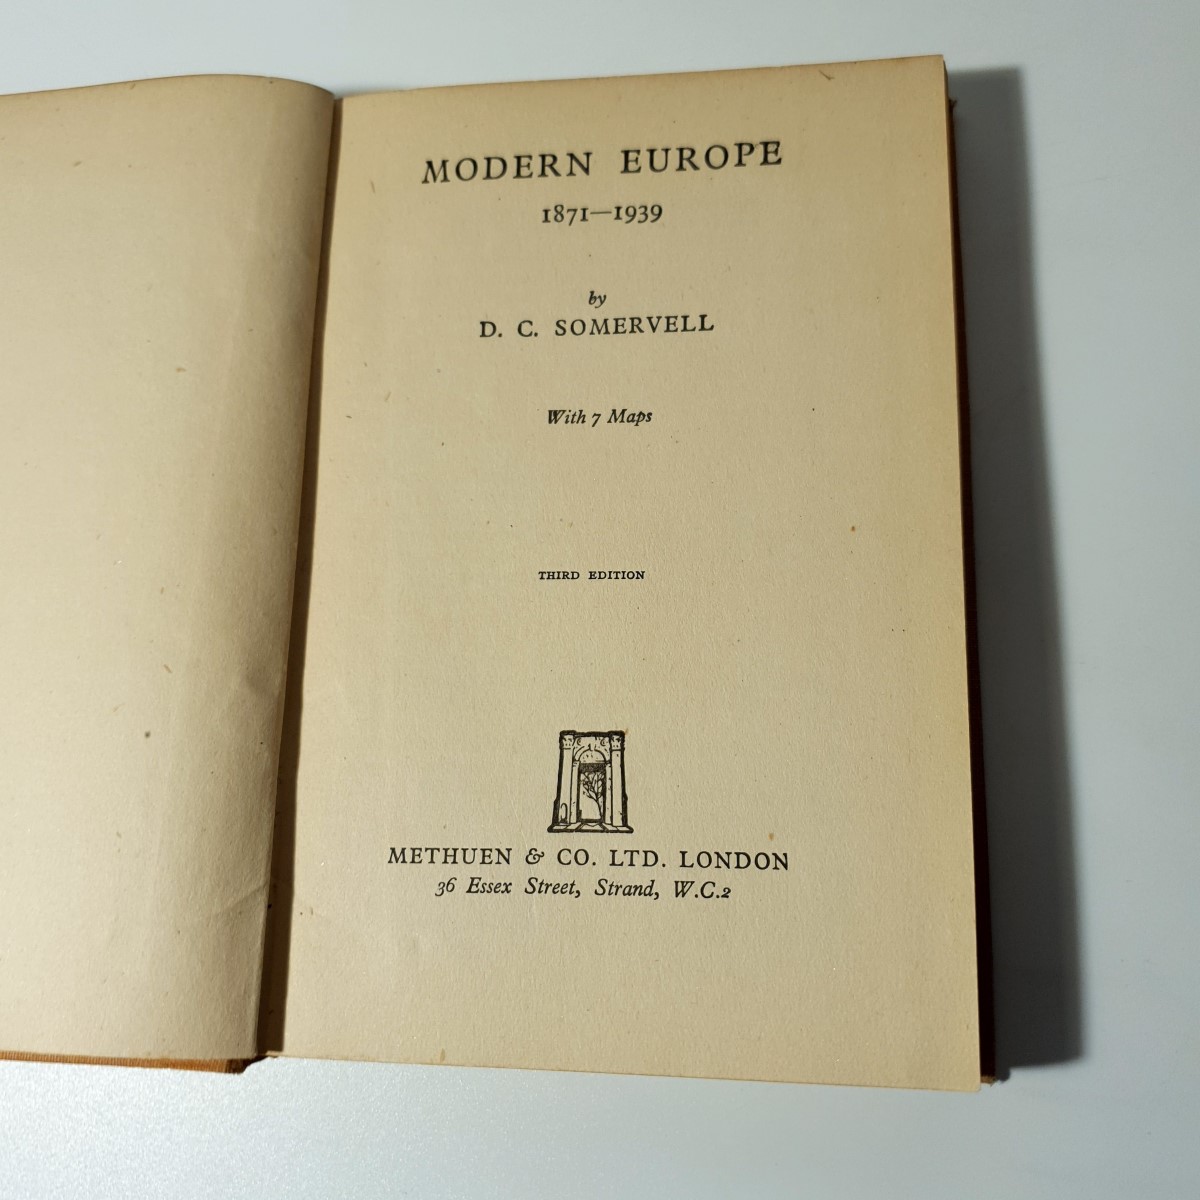 MODERN EUROPE
1871—1939
by
D. C. SOMERVELL
With 7 Maps
THIRD EDITION
METHUEN & CO. LTD. LONDON
36 Essex Street, Strand, W.C.2